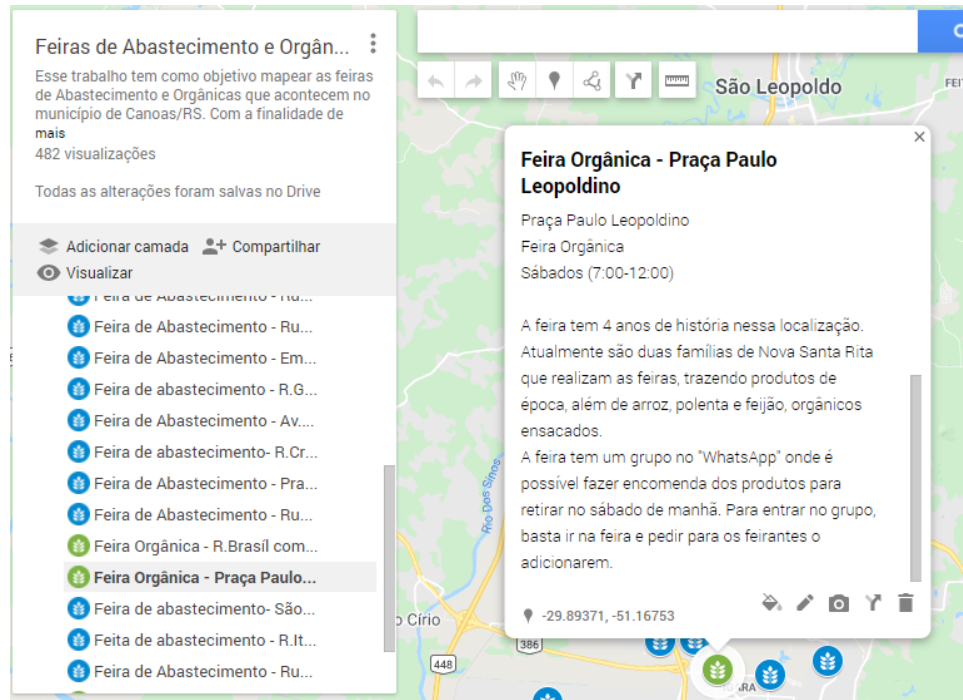 Feiras de Abastecimento e Orgân...
Esse trabalho tem como objetivo mapear as feiras
de Abastecimento e Orgânicas que acontecem no
município de Canoas/RS. Com a finalidade de
mais
482 visualizações
Todas as alterações foram salvas no Drive
Adicionar camada
Compartilhar
Visualizar
Feira de Abastecimento - Ru...
Feira de Abastecimento - Ru...
Feira de Abastecimento - Em...
Feira de abastecimento - R.G...
Feira de Abastecimento - Av....
Feira de abastecimento- R.Cr...
Feira de Abastecimento - Pra...
Feira de Abastecimento - Ru...
Feira Orgânica - R.Brasíl com...
Feira Orgânica - Praça Paulo...
Feira de abastecimento- São...
Feita de abastecimento - R.It...
Feira de Abastecimento - Ru...
São Leopoldo
FEI
Feira Orgânica - Praça Paulo
Leopoldino
Praça Paulo Leopoldino
Feira Orgânica
Sábados (7:00-12:00)
A feira tem 4 anos de história nessa localização.
Atualmente são duas famílias de Nova Santa Rita
que realizam as feiras, trazendo produtos de
época, além de arroz, polenta e feijão, orgânicos
ensacados.
A feira tem um grupo no "WhatsApp" onde é
possível fazer encomenda dos produtos para
retirar no sábado de manhã. Para entrar no grupo,
basta ir na feira e pedir para os feirantes o
adicionarem.
-29.89371, -51.16753
Rio Dos Sinos
o Círio
448
386
ARA